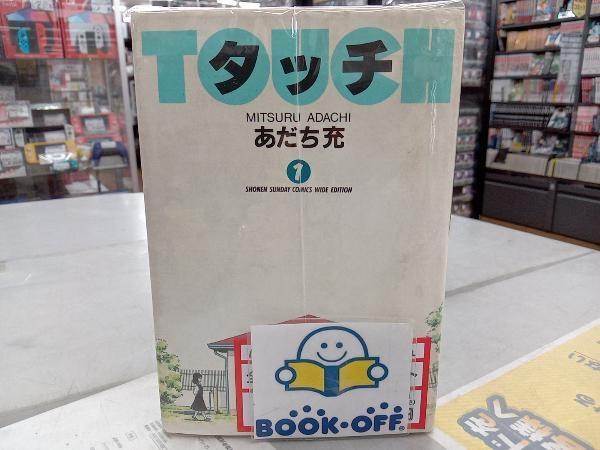 TOUCH
タッチ
MITSURU ADACHI
あだち充
1
SHONEN SUNDAY COMICS WIDE EDITION
BOOK・OFF®